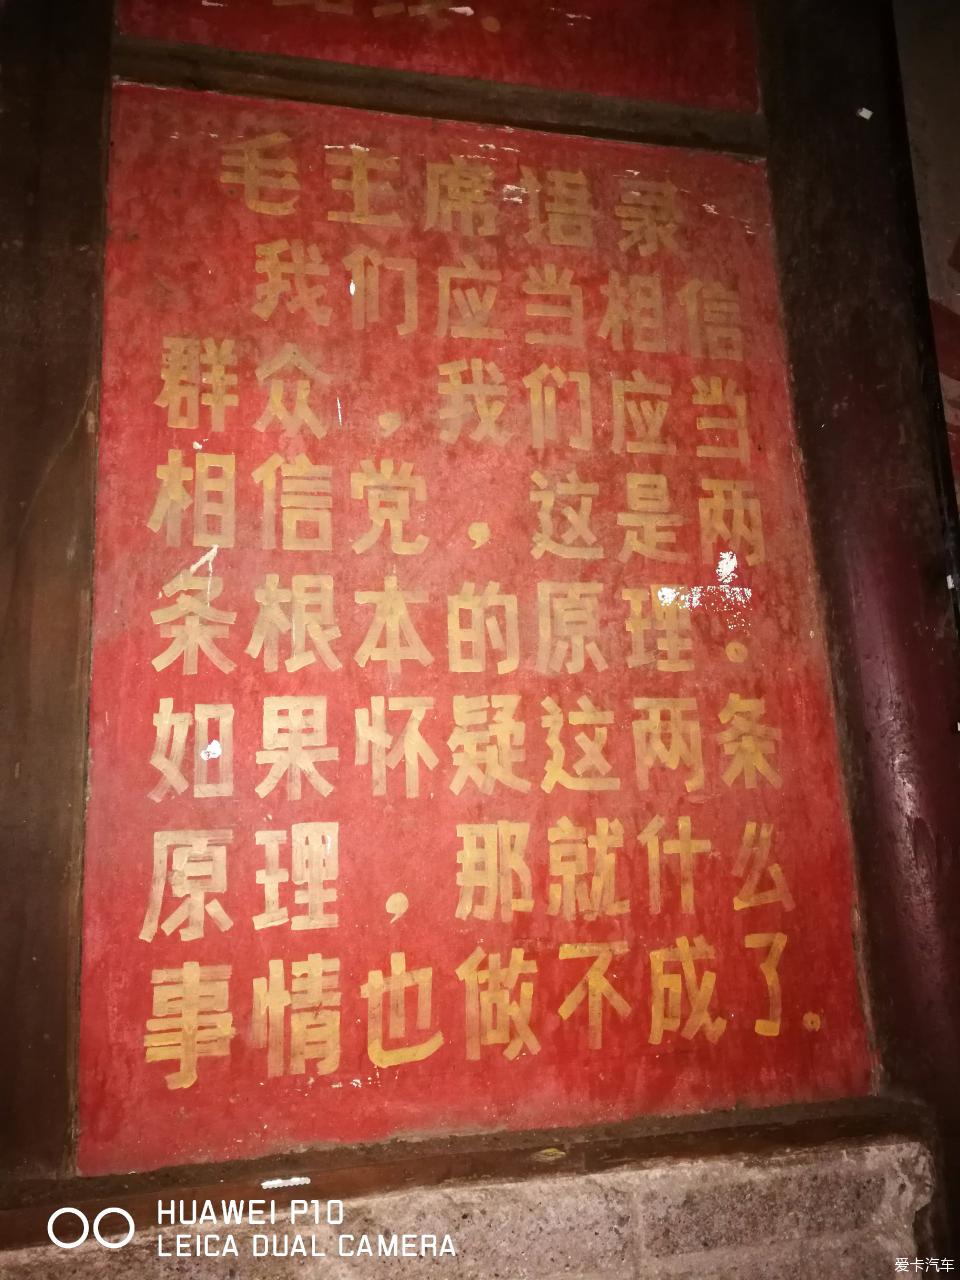 毛主席语录
我们应当相信
群众，我们应当
相信党，这是两
条根本的原理。
如果怀疑这两条
原理，那就什么
事情也做不成了。
HUAWEI P10
LEICA DUAL CAMERA
爱卡汽车